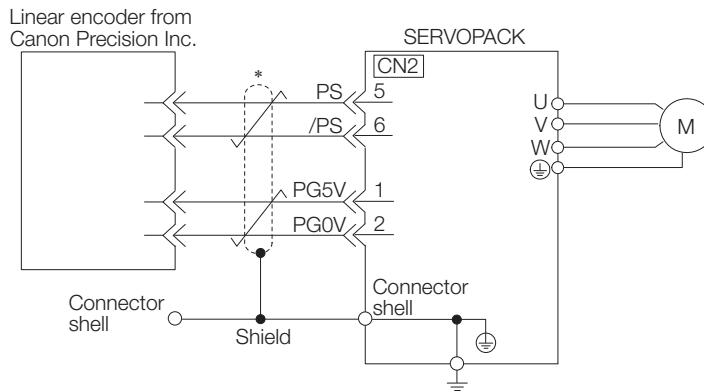 Linear encoder from
Canon Precision Inc.
SERVOPACK
CN2
*
PS 5
/PS 6
PG5V 1
PG0V 2
U
V
W
M
Connector
shell
Shield
Connector
shell